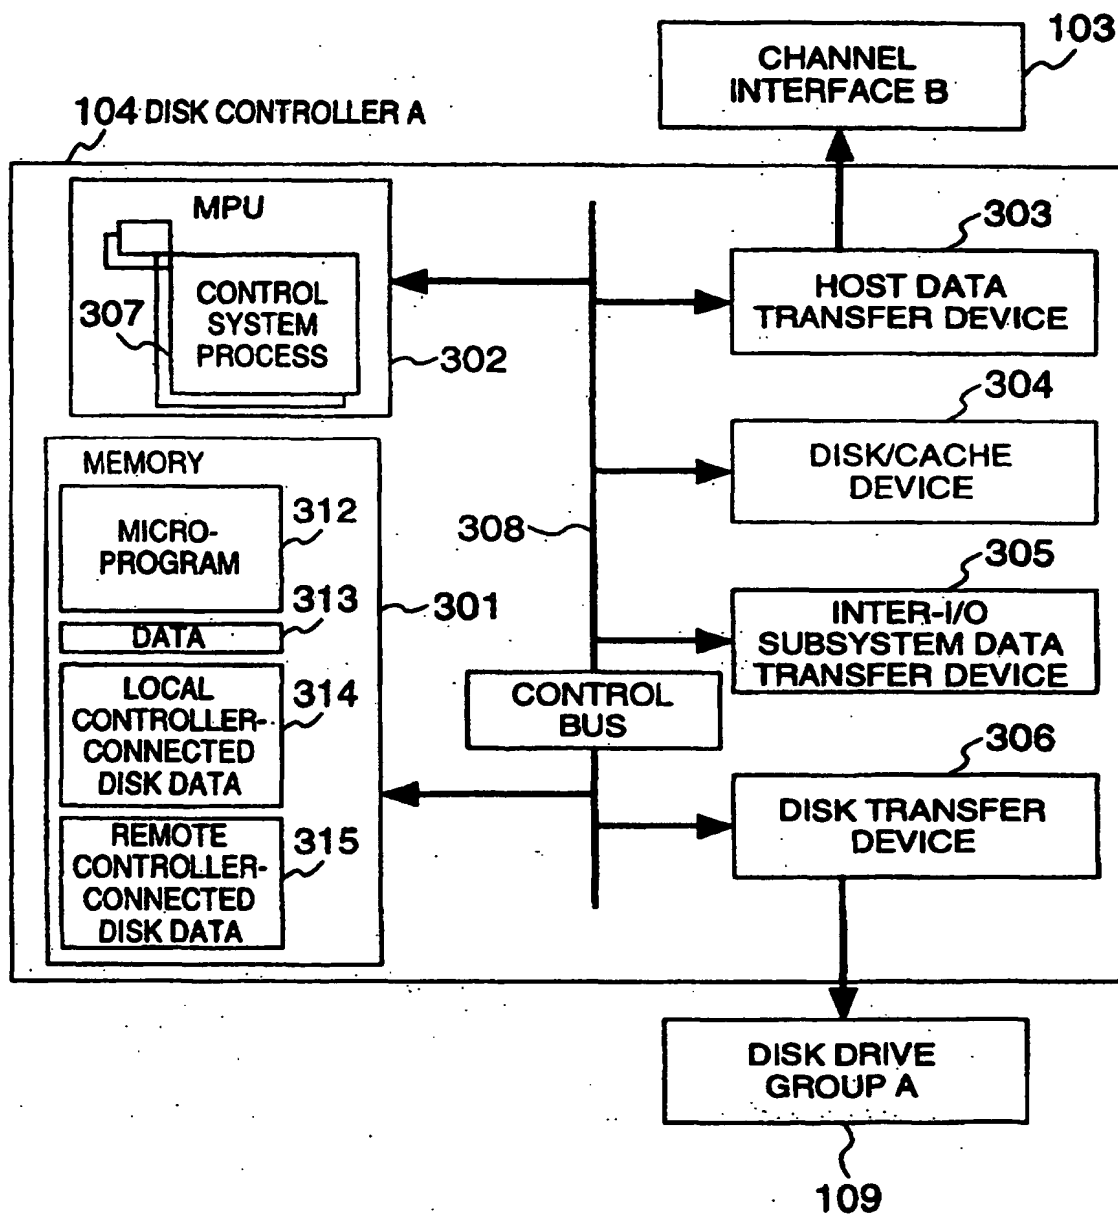 103
CHANNEL
INTERFACE B
104 DISK CONTROLLER A
MPU
CONTROL
SYSTEM
PROCESS
307
302
MEMORY
MICRO-
PROGRAM
312
313
DATA
301
LOCAL
CONTROLLER-
CONNECTED
DISK DATA
314
REMOTE
CONTROLLER-
CONNECTED
DISK DATA
315
308
CONTROL
BUS
303
HOST DATA
TRANSFER DEVICE
304
DISK/CACHE
DEVICE
305
INTER-I/O
SUBSYSTEM DATA
TRANSFER DEVICE
306
DISK TRANSFER
DEVICE
DISK DRIVE
GROUP A
109